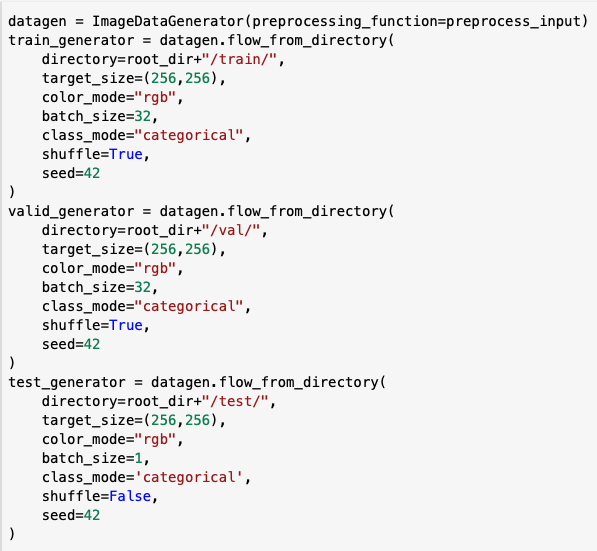 datagen = ImageDataGenerator(preprocessing_function=preprocess_input)
train_generator = datagen.flow_from_directory(
    directory=root_dir+"/train/",
    target_size=(256,256),
    color_mode="rgb",
    batch_size=32,
    class_mode="categorical",
    shuffle=True,
    seed=42
)
valid_generator = datagen.flow_from_directory(
    directory=root_dir+"/val/",
    target_size=(256,256),
    color_mode="rgb",
    batch_size=32,
    class_mode="categorical",
    shuffle=True,
    seed=42
)
test_generator = datagen.flow_from_directory(
    directory=root_dir+"/test/",
    target_size=(256,256),
    color_mode="rgb",
    batch_size=1,
    class_mode='categorical',
    shuffle=False,
    seed=42
)